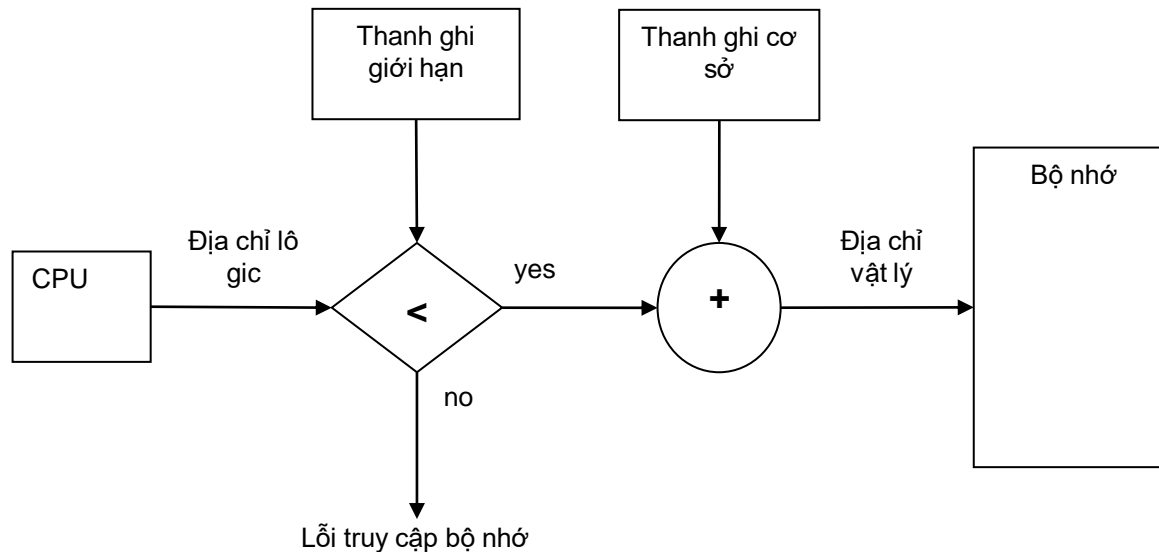 Thanh ghi
giới hạn
Thanh ghi cơ
sở
Bộ nhớ
Địa chỉ lô
gic
Địa chỉ
vật lý
CPU
yes
<
+
no
Lỗi truy cập bộ nhớ